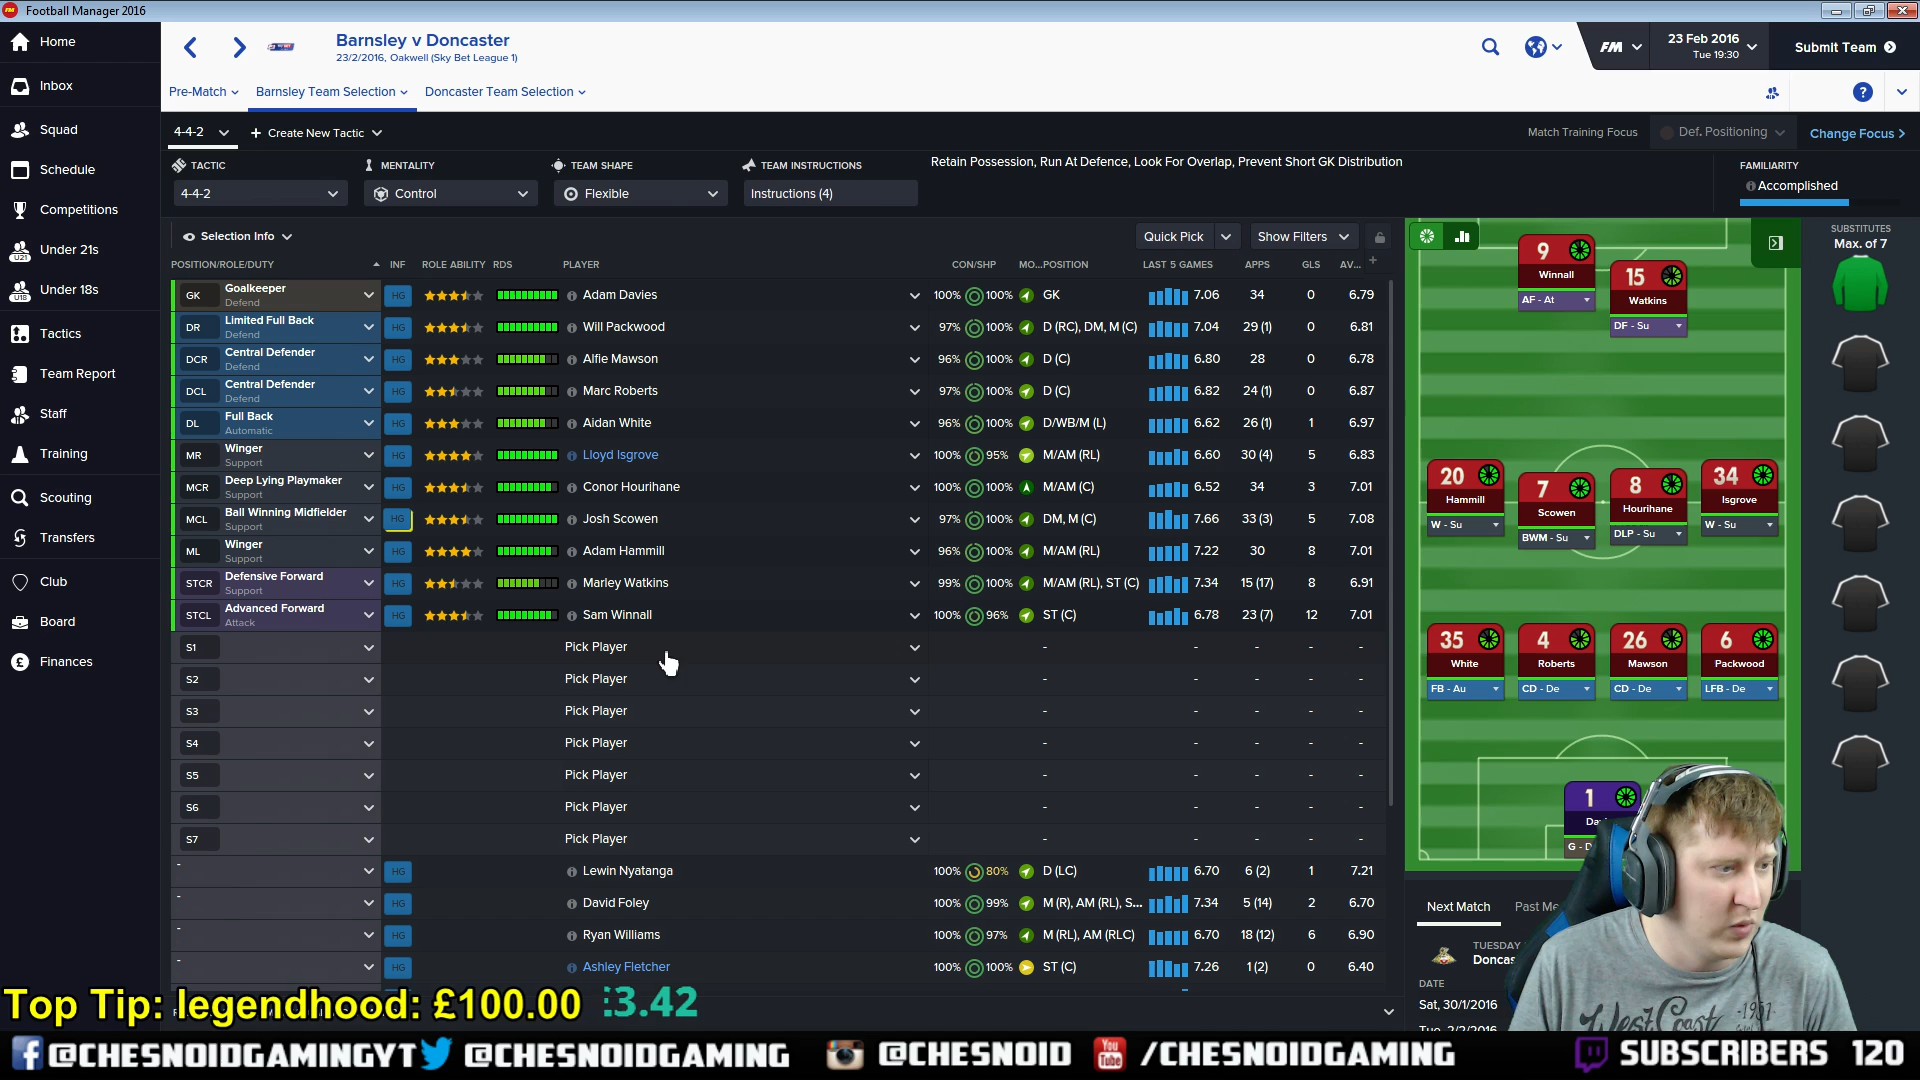 Football Manager 2016
Home
Inbox
Squad
Schedule
Competitions
Under 21s
Under 18s
Tactics
Team Report
Staff
Training
Scouting
Transfers
Club
Board
Finances
Barnsley v Doncaster
23/2/2016, Oakwell (Sky Bet League 1)
FM
23 Feb 2016
Tue 19:30
Submit Team
Pre-Match
Barnsley Team Selection
Doncaster Team Selection
4-4-2
+ Create New Tactic
Match Training Focus
Def. Positioning
Change Focus >
TACTIC
4-4-2
MENTALITY
Control
TEAM SHAPE
Flexible
TEAM INSTRUCTIONS
Instructions (4)
Retain Possession, Run At Defence, Look For Overlap, Prevent Short GK Distribution
FAMILIARITY
Accomplished
Selection Info
Quick Pick
Show Filters
POSITION/ROLE/DUTY INF ROLE ABILITY RDS PLAYER CON/SHP MO...POSITION LAST 5 GAMES APPS GLS AV...
GK Goalkeeper Defend HG Adam Davies 100% 100% GK 7.06 34 0 6.79
DR Limited Full Back Defend HG Will Packwood 97% 100% D (RC), DM, M (C) 7.04 29 (1) 0 6.81
DCR Central Defender Defend HG Alfie Mawson 96% 100% D (C) 6.80 28 0 6.78
DCL Central Defender Defend HG Marc Roberts 97% 100% D (C) 6.82 24 (1) 0 6.87
DL Full Back Automatic HG Aidan White 96% 100% D/WB/M (L) 6.62 26 (1) 1 6.97
MR Winger Support HG Lloyd Isgrove 100% 95% M/AM (RL) 6.60 30 (4) 5 6.83
MCR Deep Lying Playmaker Support HG Conor Hourihane 100% 100% M/AM (C) 6.52 34 3 7.01
MCL Ball Winning Midfielder Support HG Josh Scowen 97% 100% DM, M (C) 7.66 33 (3) 5 7.08
ML Winger Support HG Adam Hammill 96% 100% M/AM (RL) 7.22 30 8 7.01
STCR Defensive Forward Support HG Marley Watkins 99% 100% M/AM (RL), ST (C) 7.34 15 (17) 8 6.91
STCL Advanced Forward Attack HG Sam Winnall 100% 96% ST (C) 6.78 23 (7) 12 7.01
S1 Pick Player - - - -
S2 Pick Player - - - -
S3 Pick Player - - - -
S4 Pick Player - - - -
S5 Pick Player - - - -
S6 Pick Player - - - -
S7 Pick Player - - - -
- HG Lewin Nyatanga 100% 80% D (LC) 6.70 6 (2) 1 7.21
- HG David Foley 100% 99% M (R), AM (RL), S... 7.34 5 (14) 2 6.70
- HG Ryan Williams 100% 97% M (RL), AM (RLC) 6.70 18 (12) 6 6.90
- HG Ashley Fletcher 100% 100% ST (C) 7.26 1 (2) 0 6.40
SUBSTITUTES
Max. of 7
9 Winnall AF - At
15 Watkins DF - Su
20 Hammill W - Su
7 Scowen BWM - Su
8 Hourihane DLP - Su
34 Isgrove W - Su
35 White FB - Au
4 Roberts CD - De
26 Mawson CD - De
6 Packwood LFB - De
1
Next Match
Past Me
TUESDAY
Donca
DATE
Sat, 30/1/2016
Tue, 2/2/2016
West Coast
1951
Top Tip: legendhood: £100.00
3.42
@CHESNOIDGAMINGYT @CHESNOIDGAMING @CHESNOID You Tube /CHESNOIDGAMING SUBSCRIBERS 120